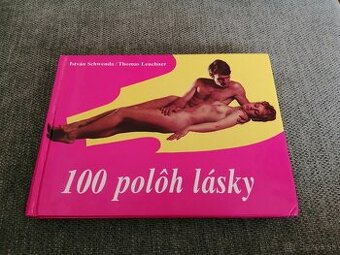 István Schwenda / Thomas Leuchner
100 polôh lásky